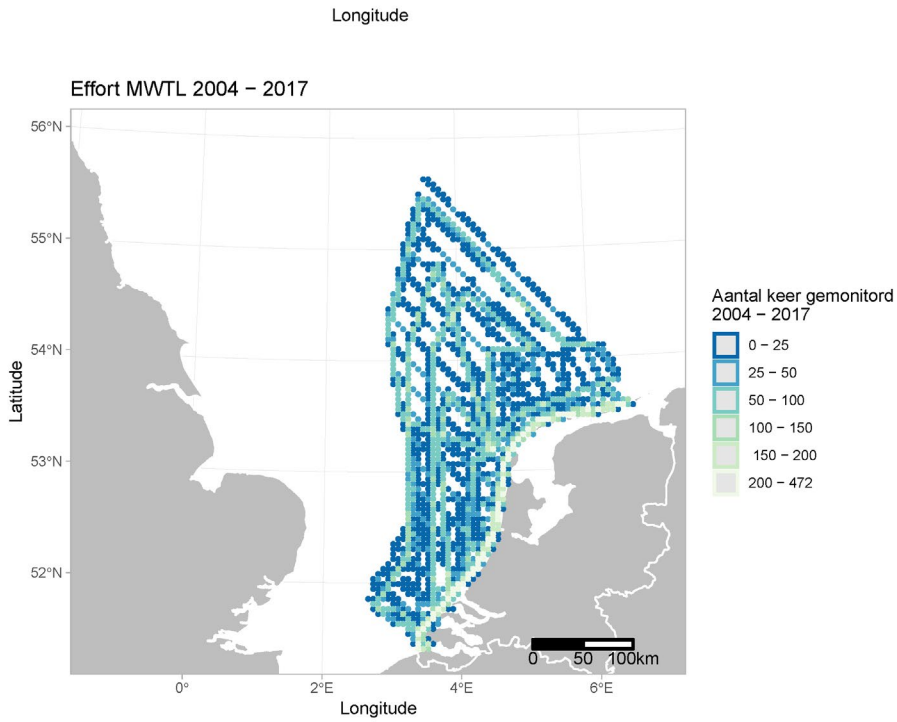 Longitude
Effort MWTL 2004 − 2017
56°N
55°N
54°N
53°N
52°N
Latitude
0°
2°E
4°E
6°E
Longitude
0 50 100km
Aantal keer gemonitord
2004 − 2017
0 − 25
25 − 50
50 − 100
100 − 150
150 − 200
200 − 472